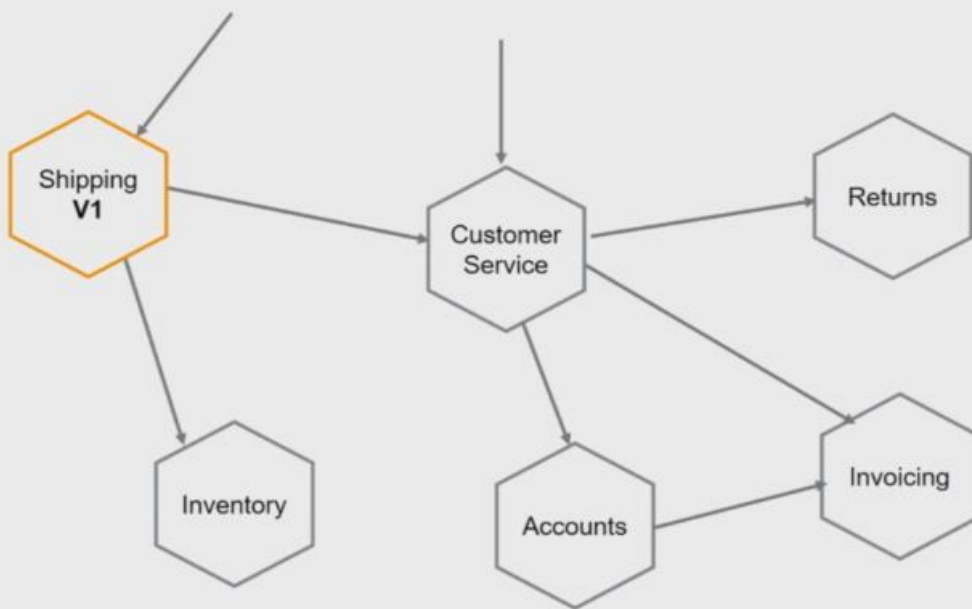 Shipping
V1
Customer
Service
Returns
Inventory
Accounts
Invoicing